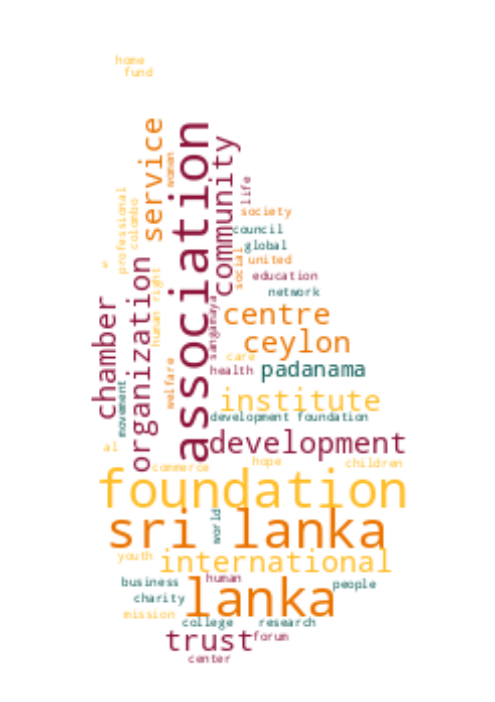 home
fund
service
women
association
community
life
professional
colombo
society
council
global
social
united
education
network
human right
organization
chamber
sangamaya
centre
ceylon
care
health
padanama
welfare
movement
institute
development foundation
development
al
commerce
hope
children
foundation
sri lanka
world
youth
international
business
human
people
charity
lanka
mission
college
research
trust
forum
center